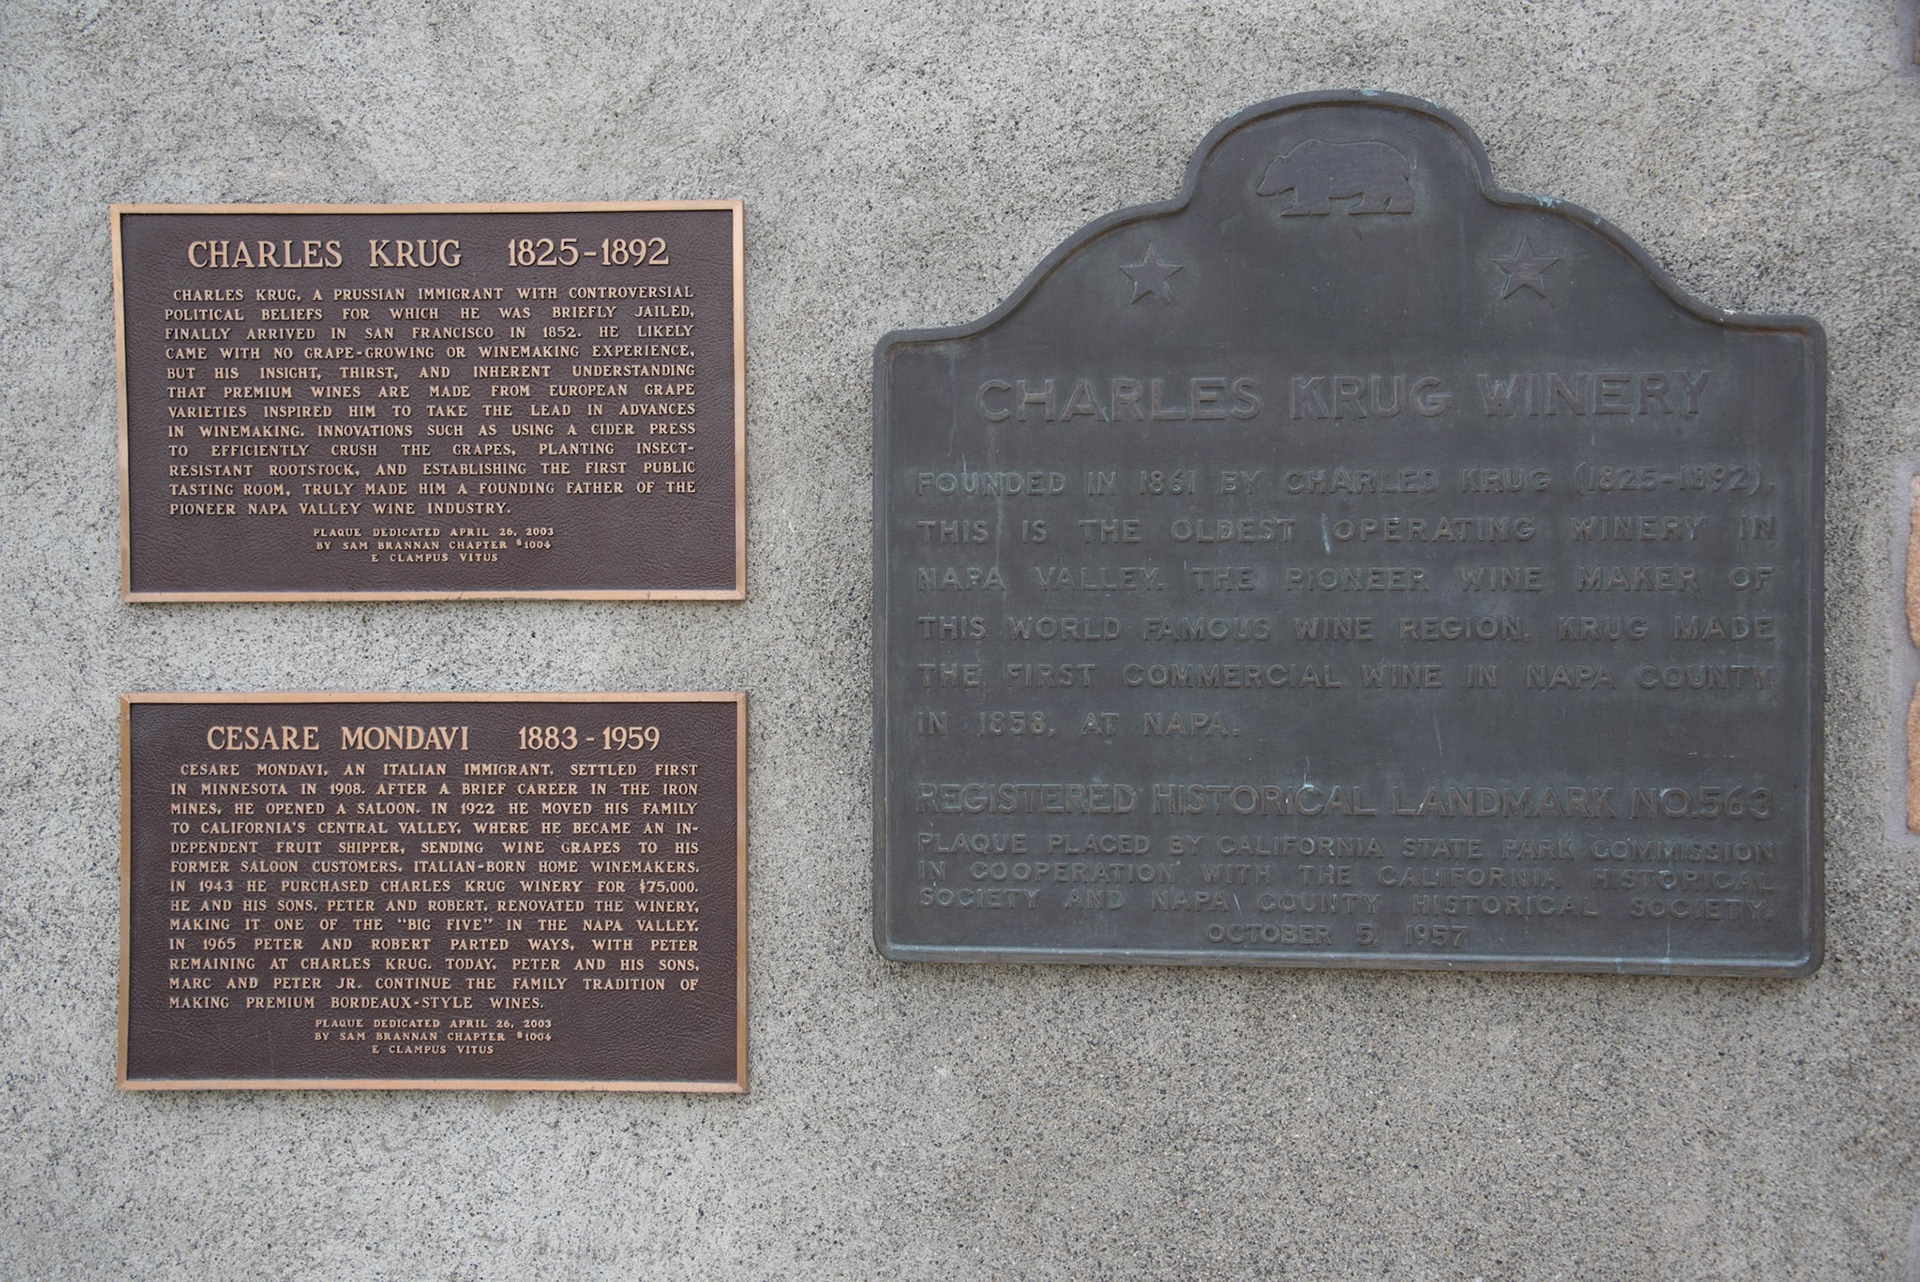 CHARLES KRUG 1825-1892
CHARLES KRUG, A PRUSSIAN IMMIGRANT WITH CONTROVERSIAL
POLITICAL BELIEFS FOR WHICH HE WAS BRIEFLY JAILED,
FINALLY ARRIVED IN SAN FRANCISCO IN 1852. HE LIKELY
CAME WITH NO GRAPE-GROWING OR WINEMAKING EXPERIENCE,
BUT HIS INSIGHT, THIRST, AND INHERENT UNDERSTANDING
THAT PREMIUM WINES ARE MADE FROM EUROPEAN GRAPE
VARIETIES INSPIRED HIM TO TAKE THE LEAD IN ADVANCES
IN WINEMAKING. INNOVATIONS SUCH AS USING A CIDER PRESS
TO EFFICIENTLY CRUSH THE GRAPES, PLANTING INSECT-
RESISTANT ROOTSTOCK, AND ESTABLISHING THE FIRST PUBLIC
TASTING ROOM, TRULY MADE HIM A FOUNDING FATHER OF THE
PIONEER NAPA VALLEY WINE INDUSTRY.
PLAQUE DEDICATED APRIL 26, 2003
BY SAM BRANNAN CHAPTER #1004
E CLAMPUS VITUS
CESARE MONDAVI 1883-1959
CESARE MONDAVI, AN ITALIAN IMMIGRANT, SETTLED FIRST
IN MINNESOTA IN 1908. AFTER A BRIEF CAREER IN THE IRON
MINES, HE OPENED A SALOON. IN 1922 HE MOVED HIS FAMILY
TO CALIFORNIA'S CENTRAL VALLEY, WHERE HE BECAME AN IN-
DEPENDENT FRUIT SHIPPER, SENDING WINE GRAPES TO HIS
FORMER SALOON CUSTOMERS, ITALIAN-BORN HOME WINEMAKERS.
IN 1943 HE PURCHASED CHARLES KRUG WINERY FOR $75,000.
HE AND HIS SONS, PETER AND ROBERT, RENOVATED THE WINERY,
MAKING IT ONE OF THE "BIG FIVE" IN THE NAPA VALLEY.
IN 1965 PETER AND ROBERT PARTED WAYS, WITH PETER
REMAINING AT CHARLES KRUG. TODAY, PETER AND HIS SONS,
MARC AND PETER JR. CONTINUE THE FAMILY TRADITION OF
MAKING PREMIUM BORDEAUX-STYLE WINES.
PLAQUE DEDICATED APRIL 26, 2003
BY SAM BRANNAN CHAPTER #1004
E CLAMPUS VITUS
CHARLES KRUG WINERY
FOUNDED IN 1861 BY CHARLES KRUG (1825-1892),
THIS IS THE OLDEST OPERATING WINERY IN
NAPA VALLEY. THE PIONEER WINE MAKER OF
THIS WORLD FAMOUS WINE REGION, KRUG MADE
THE FIRST COMMERCIAL WINE IN NAPA COUNTY
IN 1858, AT NAPA.
REGISTERED HISTORICAL LANDMARK NO.563
PLAQUE PLACED BY CALIFORNIA STATE PARK COMMISSION
IN COOPERATION WITH THE CALIFORNIA HISTORICAL
SOCIETY AND NAPA COUNTY HISTORICAL SOCIETY.
OCTOBER 5, 1957